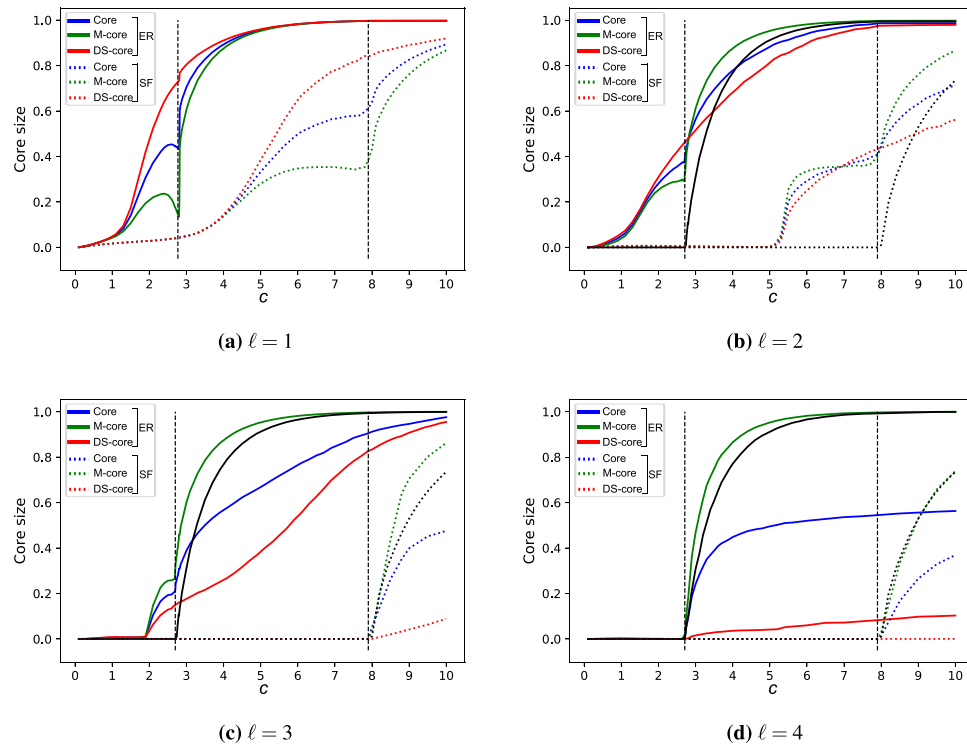 1.0
0.8
0.6
0.4
0.2
0.0
Core size
Core
M-core
DS-core
ER
Core
M-core
DS-core
SF
0 1 2 3 4 5 6 7 8 9 10
c
(a) ℓ = 1
1.0
0.8
0.6
0.4
0.2
0.0
Core size
Core
M-core
DS-core
ER
Core
M-core
DS-core
SF
0 1 2 3 4 5 6 7 8 9 10
c
(b) ℓ = 2
1.0
0.8
0.6
0.4
0.2
0.0
Core size
Core
M-core
DS-core
ER
Core
M-core
DS-core
SF
0 1 2 3 4 5 6 7 8 9 10
c
(c) ℓ = 3
1.0
0.8
0.6
0.4
0.2
0.0
Core size
Core
M-core
DS-core
ER
Core
M-core
DS-core
SF
0 1 2 3 4 5 6 7 8 9 10
c
(d) ℓ = 4